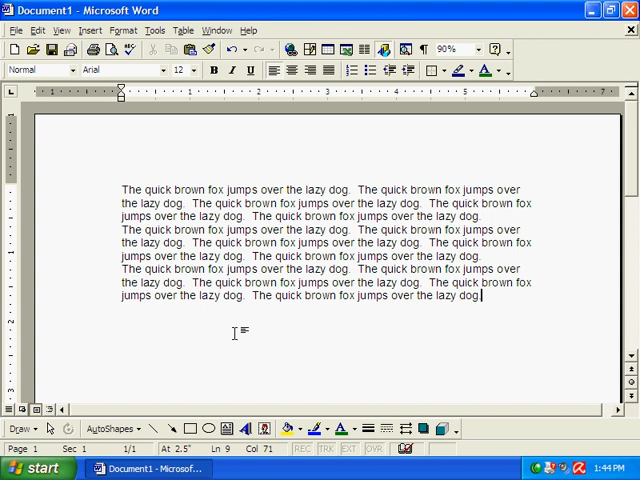 Document1 - Microsoft Word
File Edit View Insert Format Tools Table Window Help
90%
Normal Arial 12 B I U
1 1 2 3 4 5 6 7
The quick brown fox jumps over the lazy dog.  The quick brown fox jumps over
the lazy dog.  The quick brown fox jumps over the lazy dog.  The quick brown fox
jumps over the lazy dog.  The quick brown fox jumps over the lazy dog.
The quick brown fox jumps over the lazy dog.  The quick brown fox jumps over
the lazy dog.  The quick brown fox jumps over the lazy dog.  The quick brown fox
jumps over the lazy dog.  The quick brown fox jumps over the lazy dog.
The quick brown fox jumps over the lazy dog.  The quick brown fox jumps over
the lazy dog.  The quick brown fox jumps over the lazy dog.  The quick brown fox
jumps over the lazy dog.  The quick brown fox jumps over the lazy dog.
Draw AutoShapes
Page 1 Sec 1 1/1 At 2.5" Ln 9 Col 71 REC TRK EXT OVR
start Document1 - Microsof... 1:44 PM